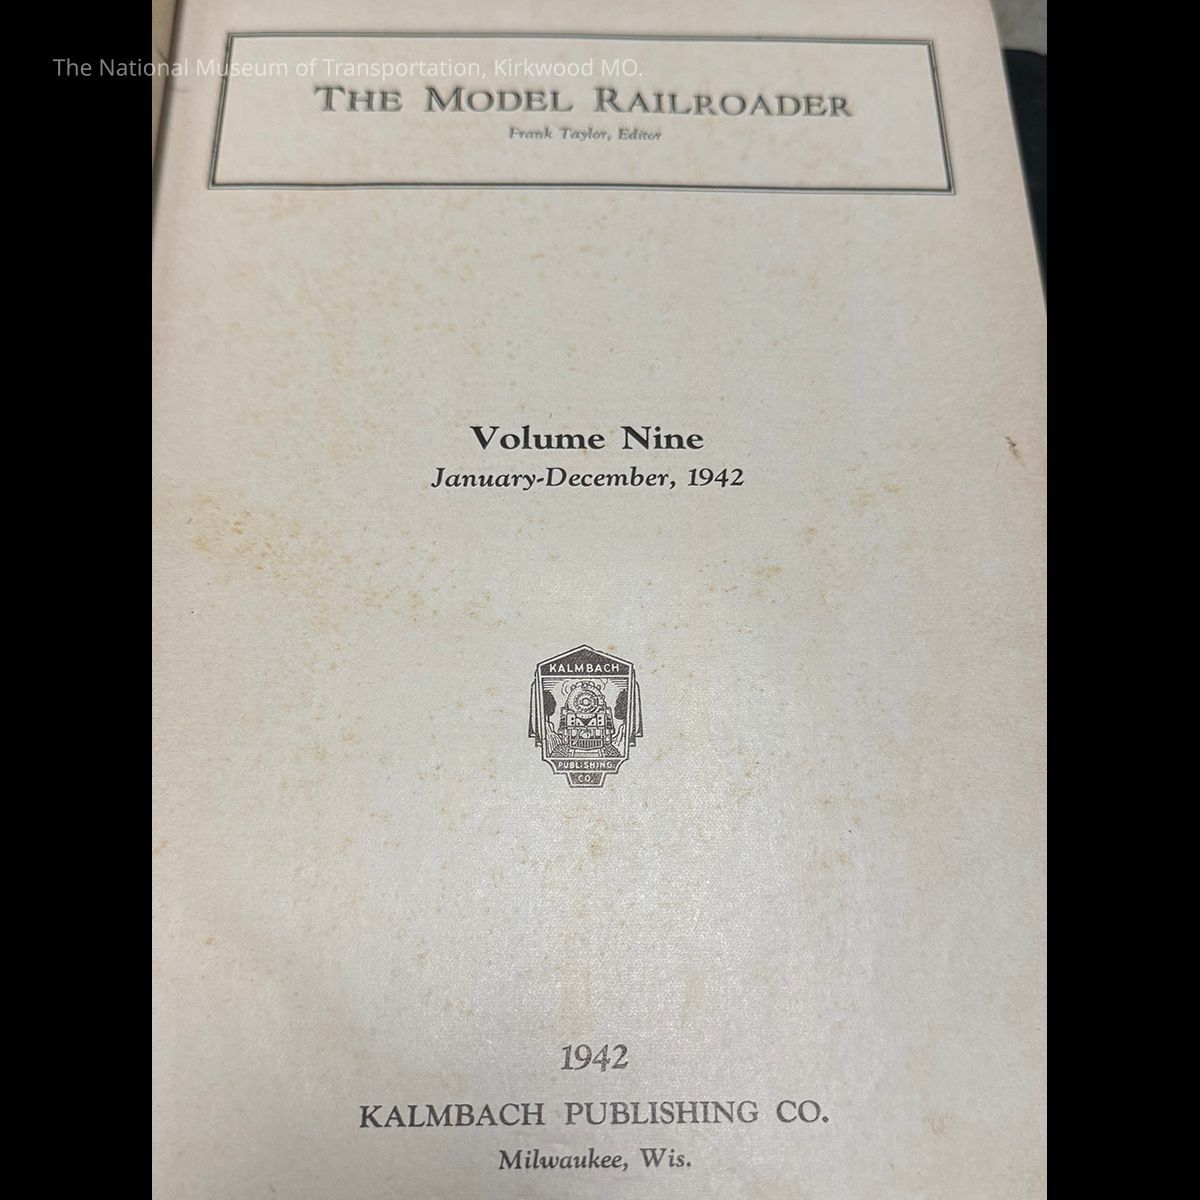 The National Museum of Transportation, Kirkwood MO.
THE MODEL RAILROADER
Frank Taylor, Editor
Volume Nine
January-December, 1942
KALMBACH
PUBLISHING
CO.
1942
KALMBACH PUBLISHING CO.
Milwaukee, Wis.